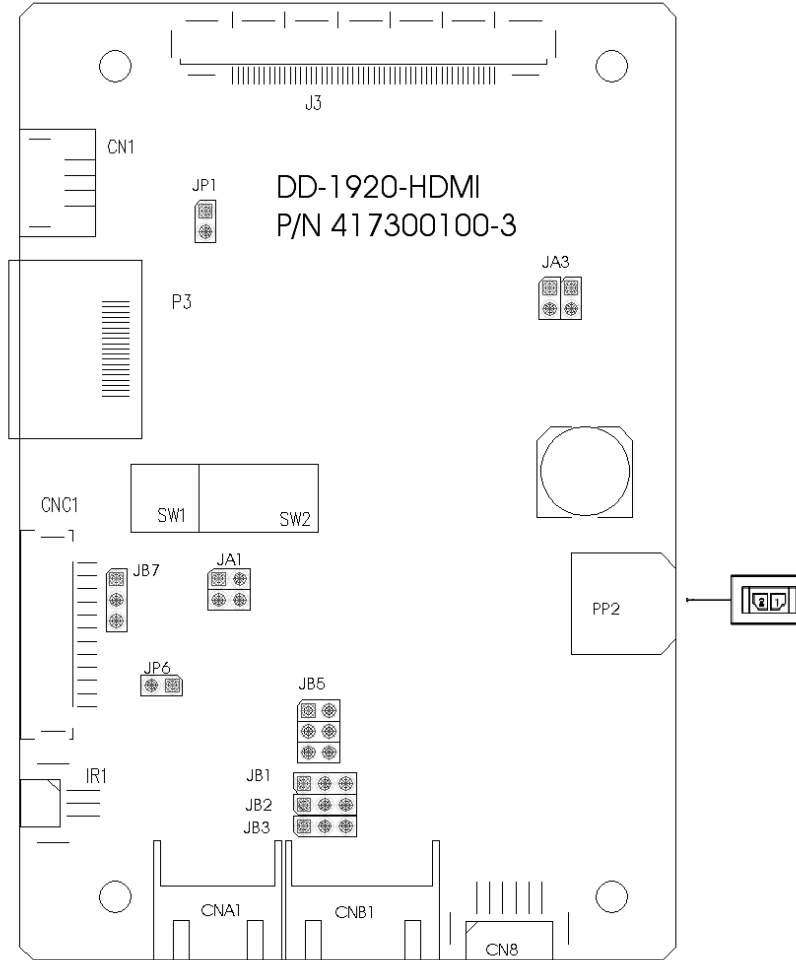 J3
CN1
JP1
DD-1920-HDMI
P/N 417300100-3
JA3
P3
CNC1
SW1
SW2
JB7
JA1
PP2
2 1
JP6
JB5
IR1
JB1
JB2
JB3
CNA1
CNB1
CN8